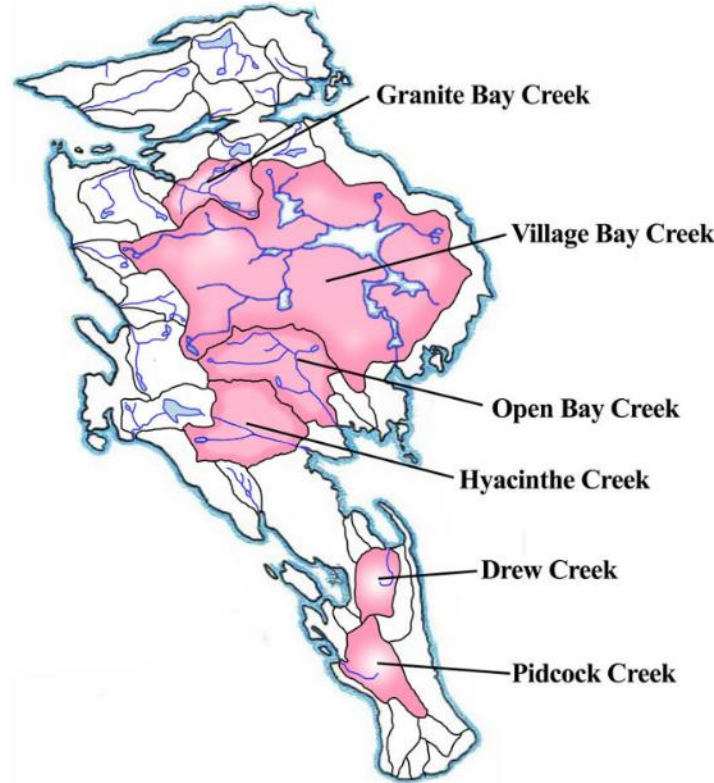 Granite Bay Creek
Village Bay Creek
Open Bay Creek
Hyacinthe Creek
Drew Creek
Pidcock Creek